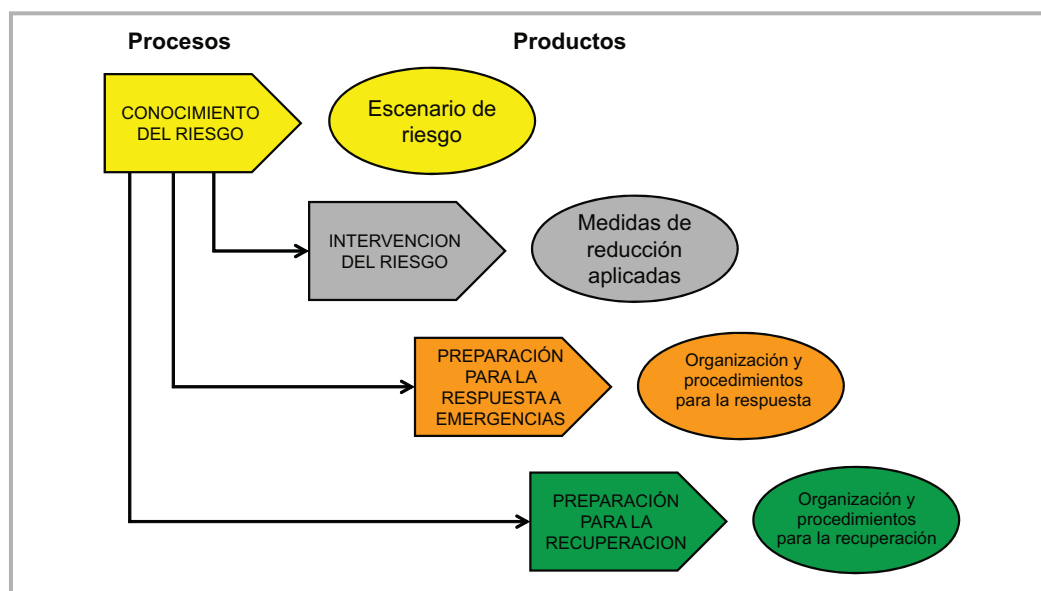 Procesos
Productos
CONOCIMIENTO
DEL RIESGO
Escenario de
riesgo
INTERVENCION
DEL RIESGO
Medidas de
reducción
aplicadas
PREPARACIÓN
PARA LA
RESPUESTA A
EMERGENCIAS
Organización y
procedimientos
para la respuesta
PREPARACIÓN
PARA LA
RECUPERACION
Organización y
procedimientos
para la recuperación